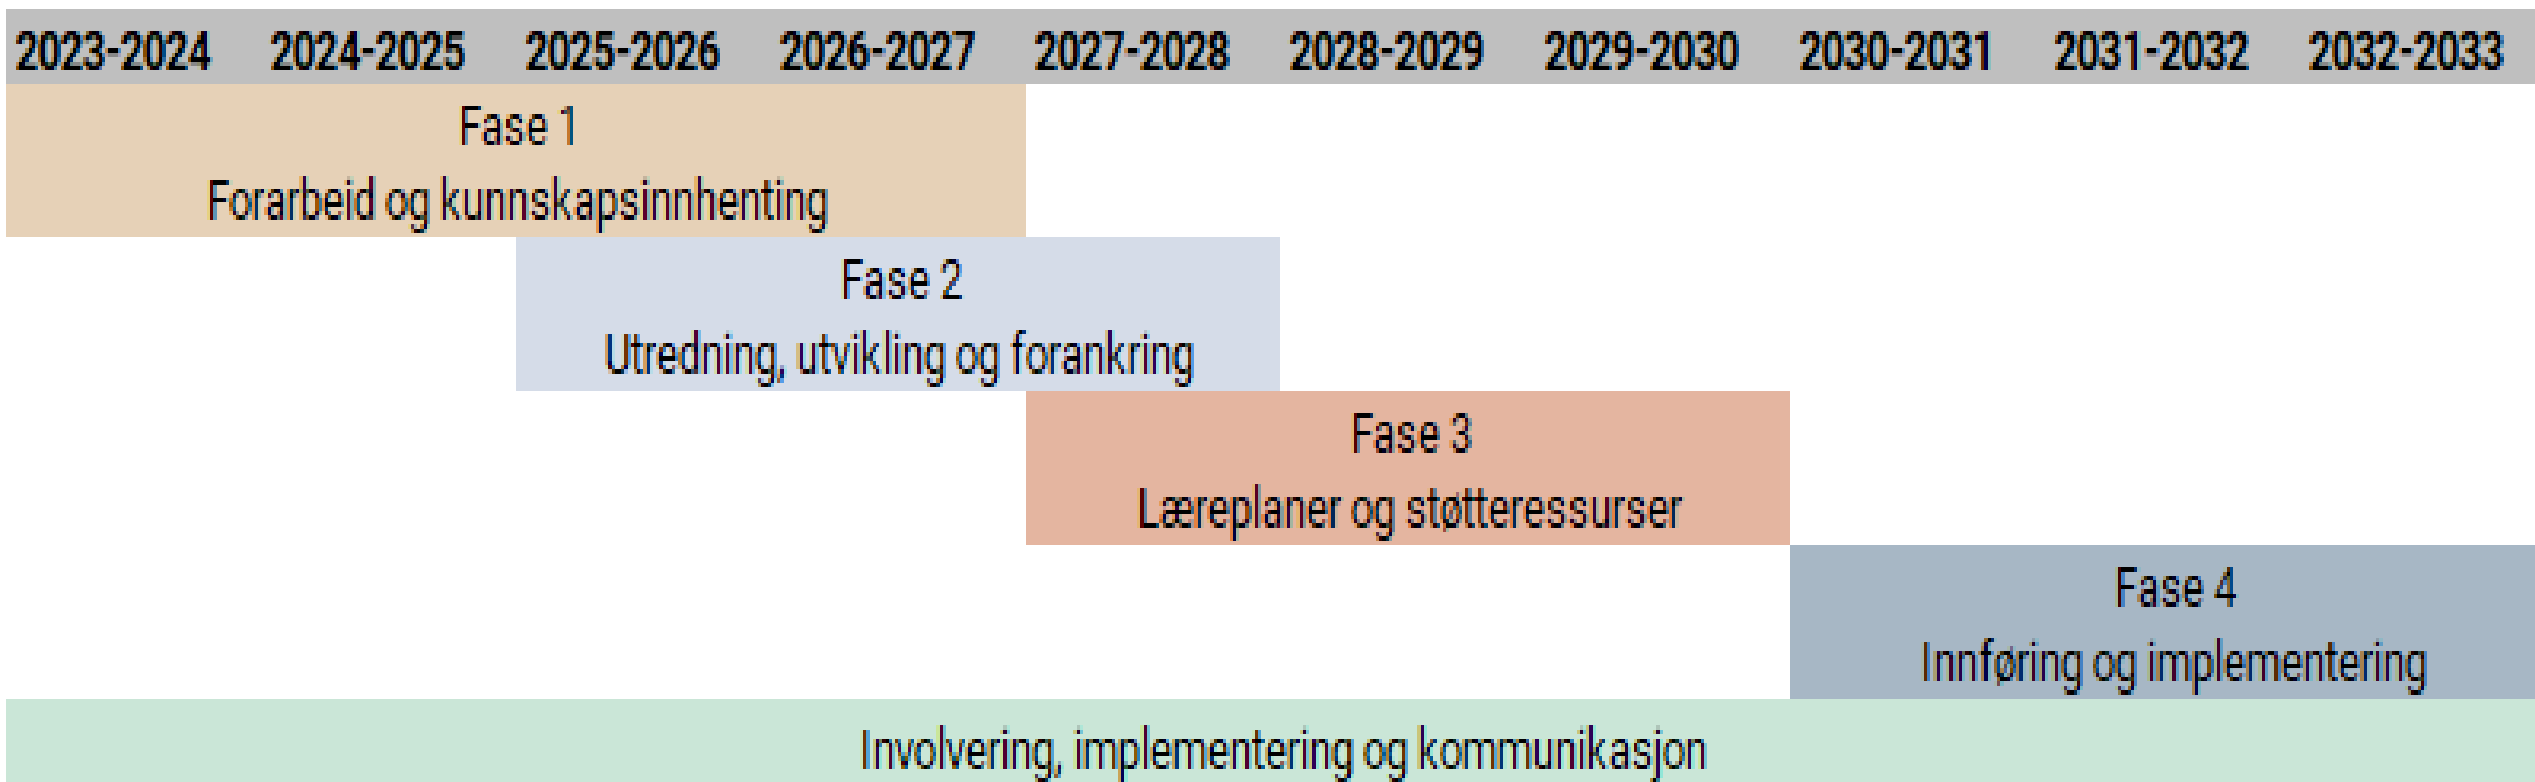 2023-2024 2024-2025 2025-2026 2026-2027 2027-2028 2028-2029 2029-2030 2030-2031 2031-2032 2032-2033
Fase 1
Forarbeid og kunnskapsinnhenting
Fase 2
Utredning, utvikling og forankring
Fase 3
Læreplaner og støtteressurser
Fase 4
Innføring og implementering
Involvering, implementering og kommunikasjon